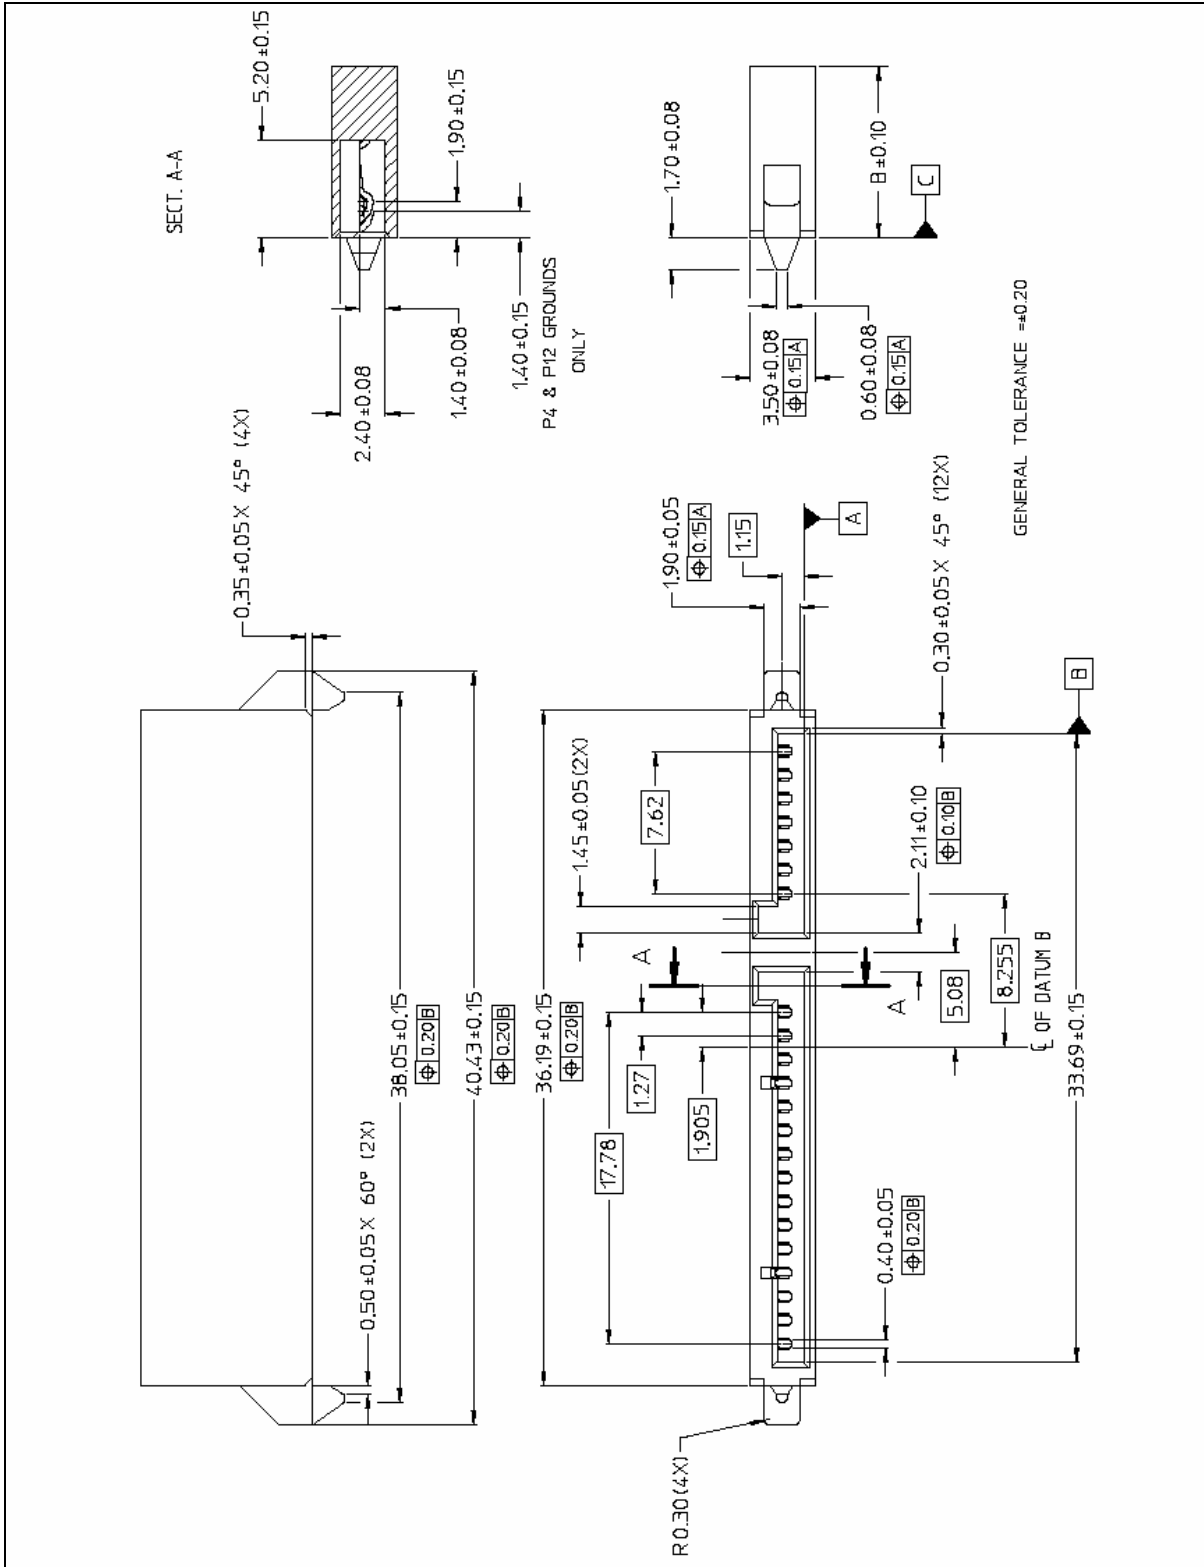 SECT. A-A
5.20±0.15
1.90±0.15
1.40±0.15
P4 & P12 GROUNDS
ONLY
1.40±0.08
2.40±0.08
1.70±0.08
B±0.10
C
3.50±0.08
⌖ 0.15 A
0.60±0.08
⌖ 0.15 A
GENERAL TOLERANCE =±0.20
0.35±0.05 X 45° (4X)
0.50±0.05 X 60° (2X)
38.05±0.15
⌖ 0.20 B
40.43±0.15
⌖ 0.20 B
36.19±0.15
⌖ 0.20 B
1.90±0.05
⌖ 0.15 A
1.15
A
0.30±0.05 X 45° (12X)
B
1.45±0.05 (2X)
7.62
2.11±0.10
⌖ 0.10 B
A
A
17.78
1.27
1.905
5.08
8.255
℄ OF DATUM B
33.69±0.15
0.40±0.05
⌖ 0.20 B
R 0.30 (4X)